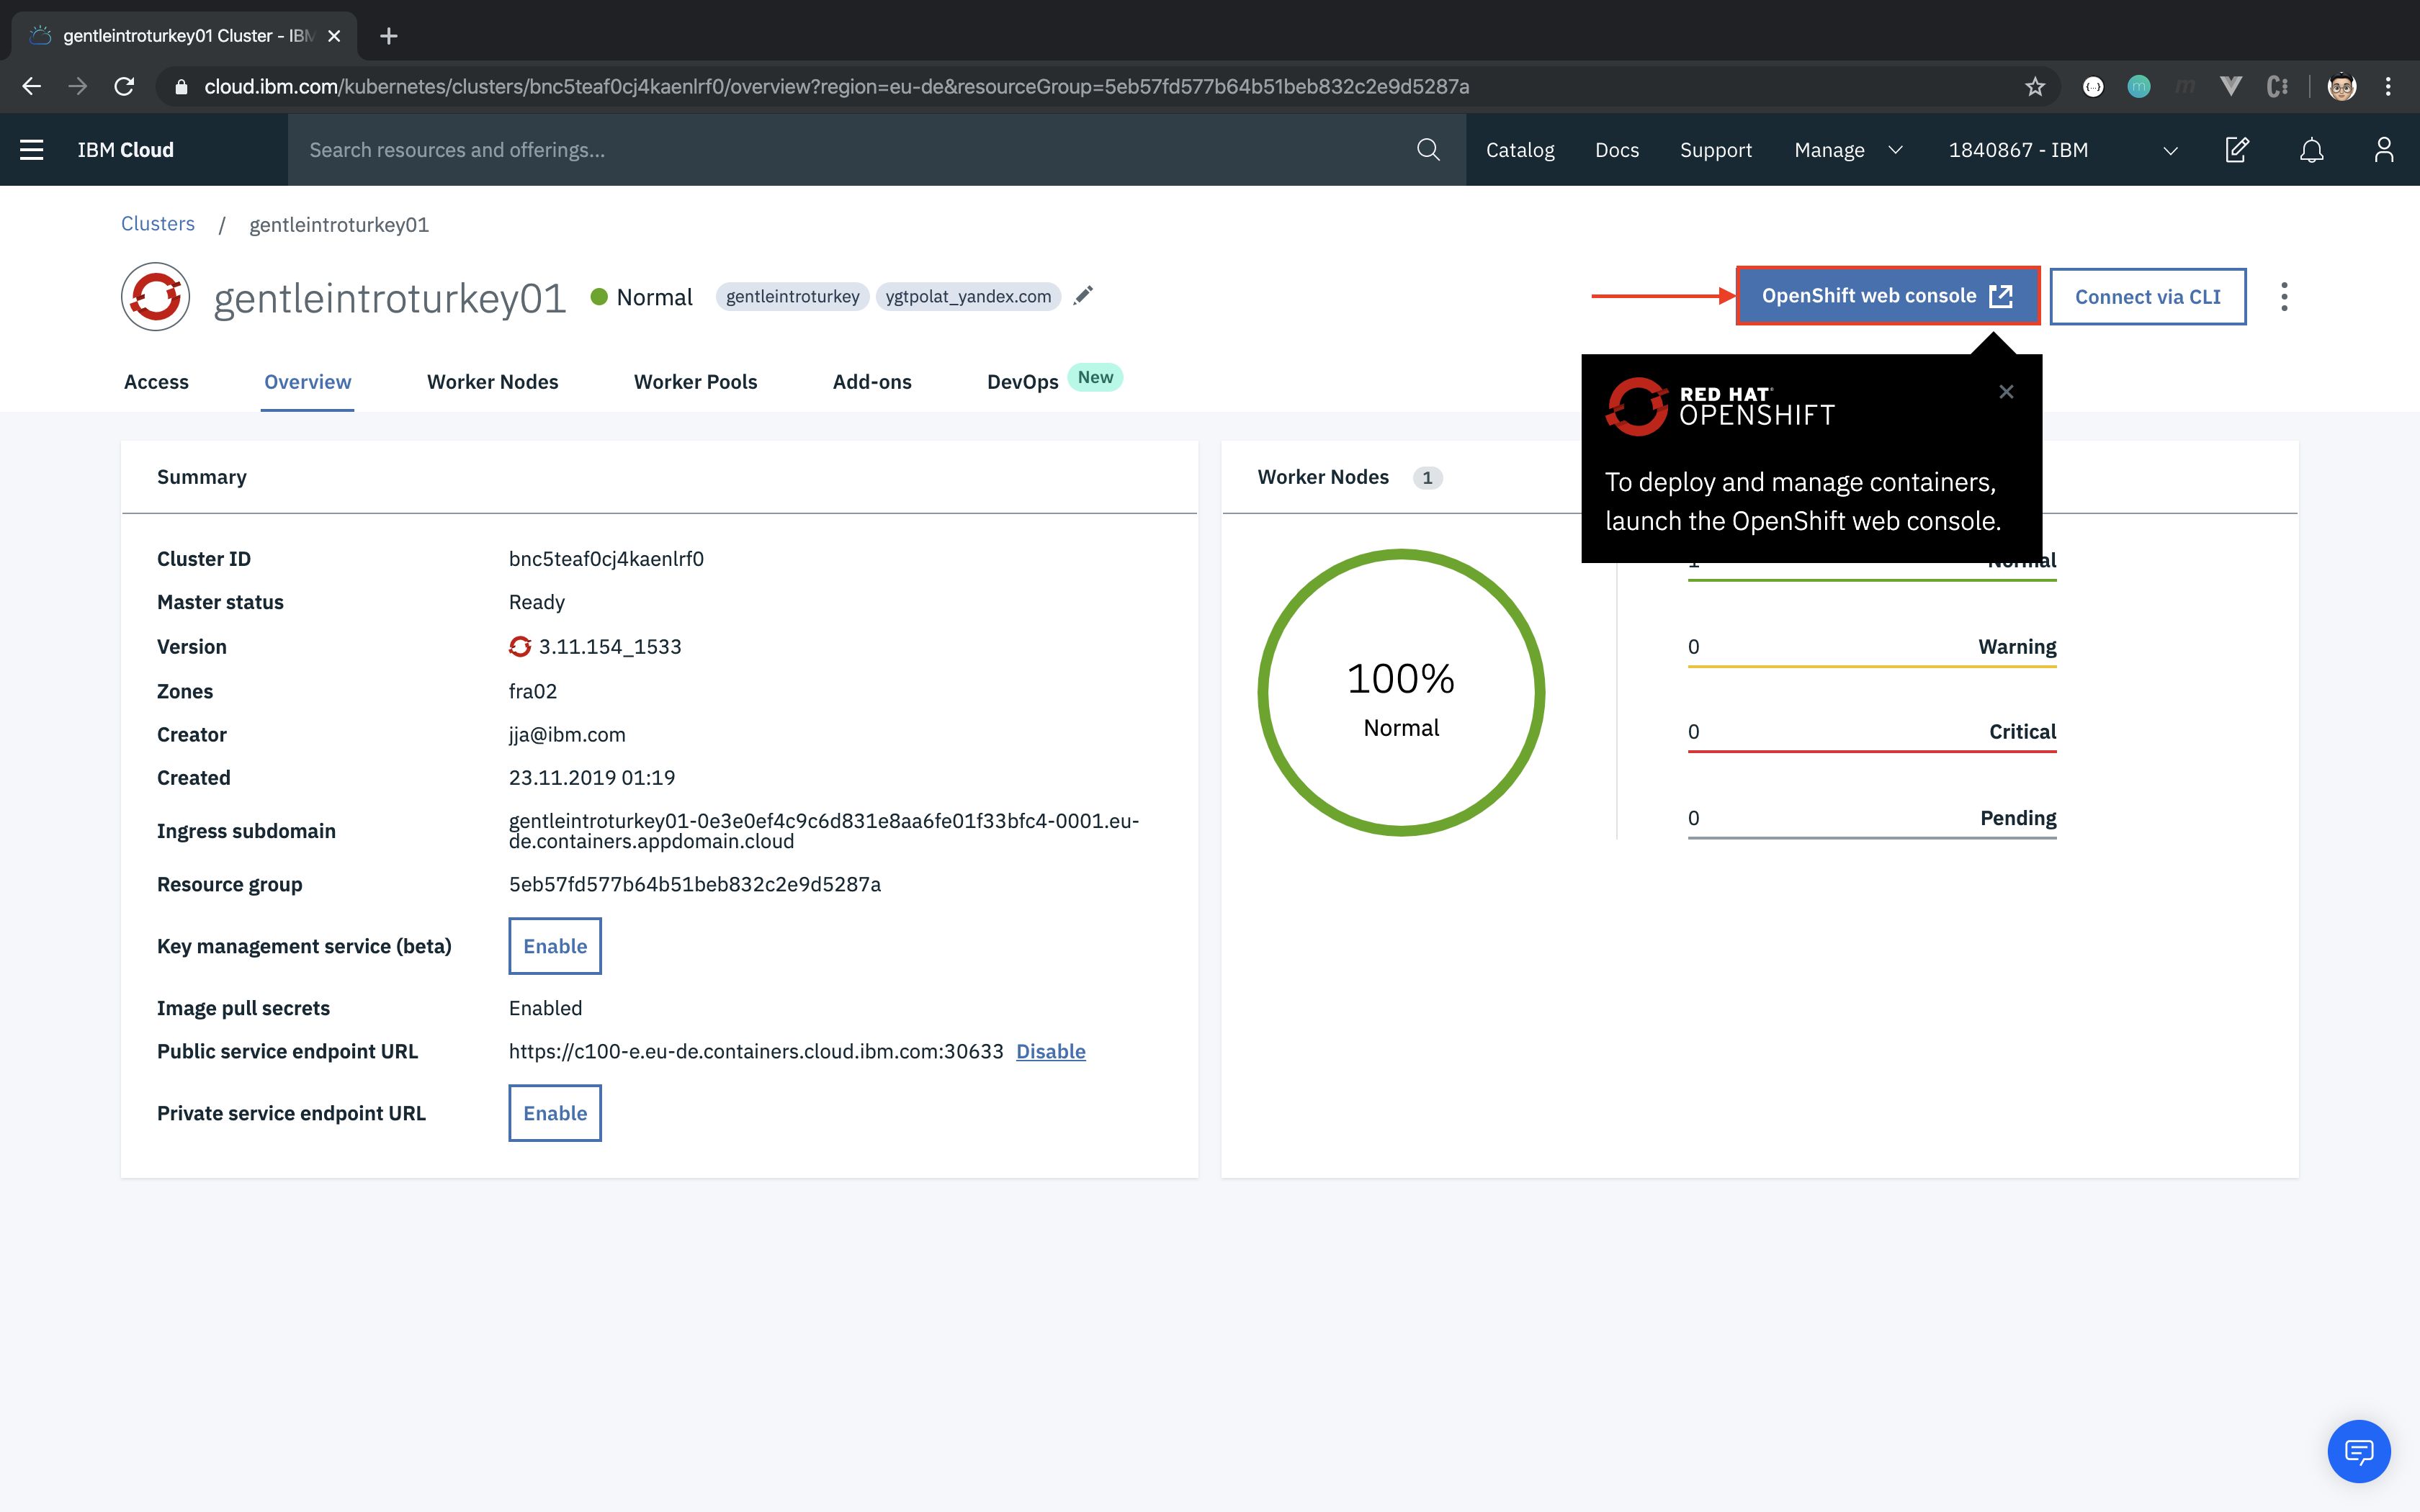 gentleintroturkey01 Cluster - IBM
cloud.ibm.com/kubernetes/clusters/bnc5teaf0cj4kaenlrf0/overview?region=eu-de&resourceGroup=5eb57fd577b64b51beb832c2e9d5287a
IBM Cloud
Search resources and offerings...
Catalog
Docs
Support
Manage
1840867 - IBM
Clusters / gentleintroturkey01
gentleintroturkey01
Normal
gentleintroturkey
ygtpolat_yandex.com
OpenShift web console
Connect via CLI
Access
Overview
Worker Nodes
Worker Pools
Add-ons
DevOps New
RED HAT
OPENSHIFT
To deploy and manage containers,
launch the OpenShift web console.
Summary
Cluster ID bnc5teaf0cj4kaenlrf0
Master status Ready
Version 3.11.154_1533
Zones fra02
Creator jja@ibm.com
Created 23.11.2019 01:19
Ingress subdomain gentleintroturkey01-0e3e0ef4c9c6d831e8aa6fe01f33bfc4-0001.eu-
de.containers.appdomain.cloud
Resource group 5eb57fd577b64b51beb832c2e9d5287a
Key management service (beta) Enable
Image pull secrets Enabled
Public service endpoint URL https://c100-e.eu-de.containers.cloud.ibm.com:30633 Disable
Private service endpoint URL Enable
Worker Nodes 1
100%
Normal
1 Normal
0 Warning
0 Critical
0 Pending